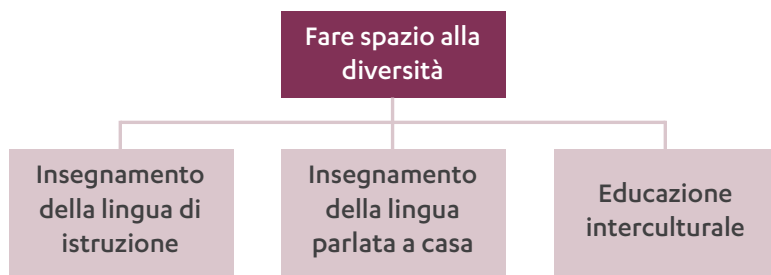 Fare spazio alla
diversità
Insegnamento
della lingua di
istruzione
Insegnamento
della lingua
parlata a casa
Educazione
interculturale